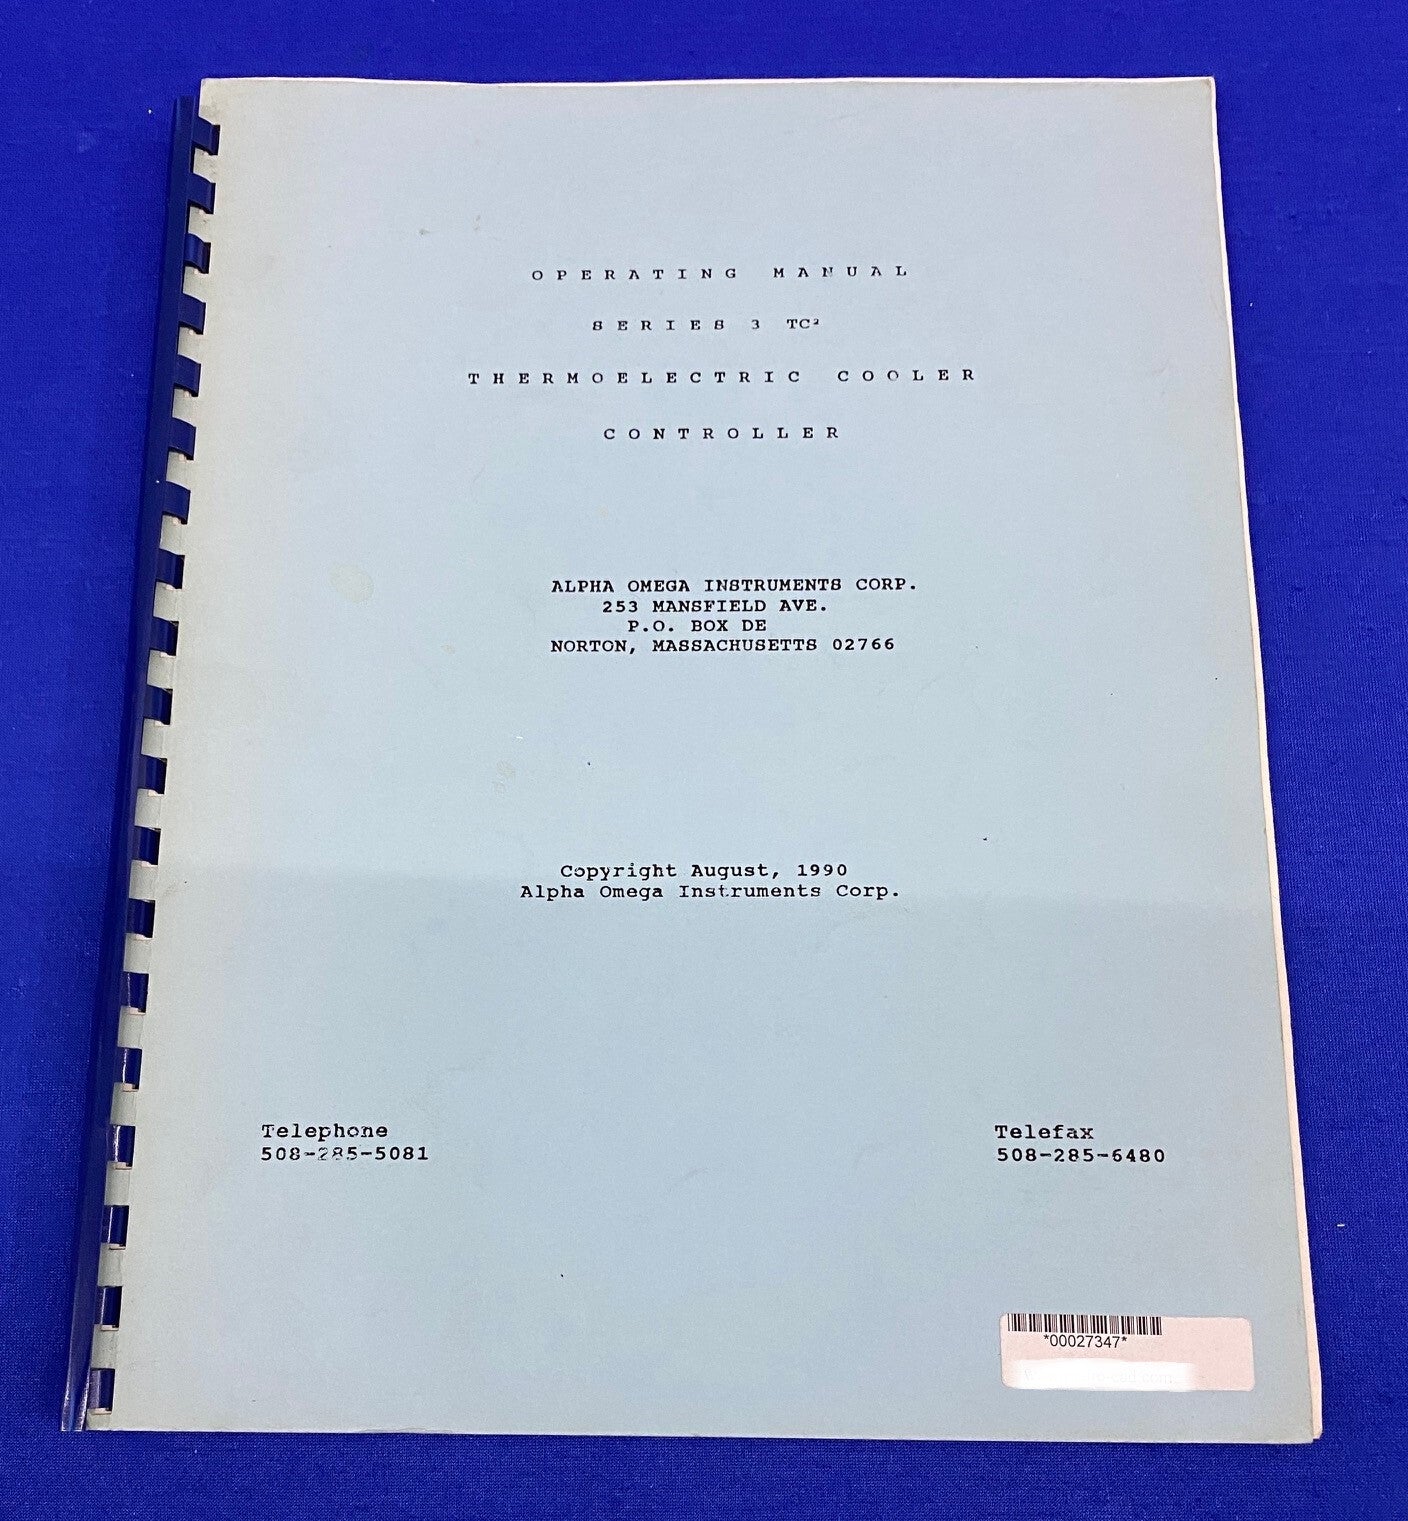 OPERATING MANUAL
SERIES 3 TC²
THERMOELECTRIC COOLER
CONTROLLER
ALPHA OMEGA INSTRUMENTS CORP.
253 MANSFIELD AVE.
P.O. BOX DE
NORTON, MASSACHUSETTS 02766
Copyright August, 1990
Alpha Omega Instruments Corp.
Telephone
508-285-5081
Telefax
508-285-6480
*00027347*